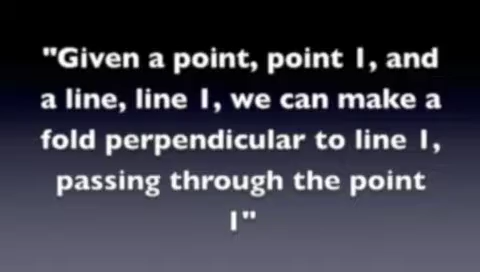 "Given a point, point 1, and
a line, line 1, we can make a
fold perpendicular to line 1,
passing through the point
1"